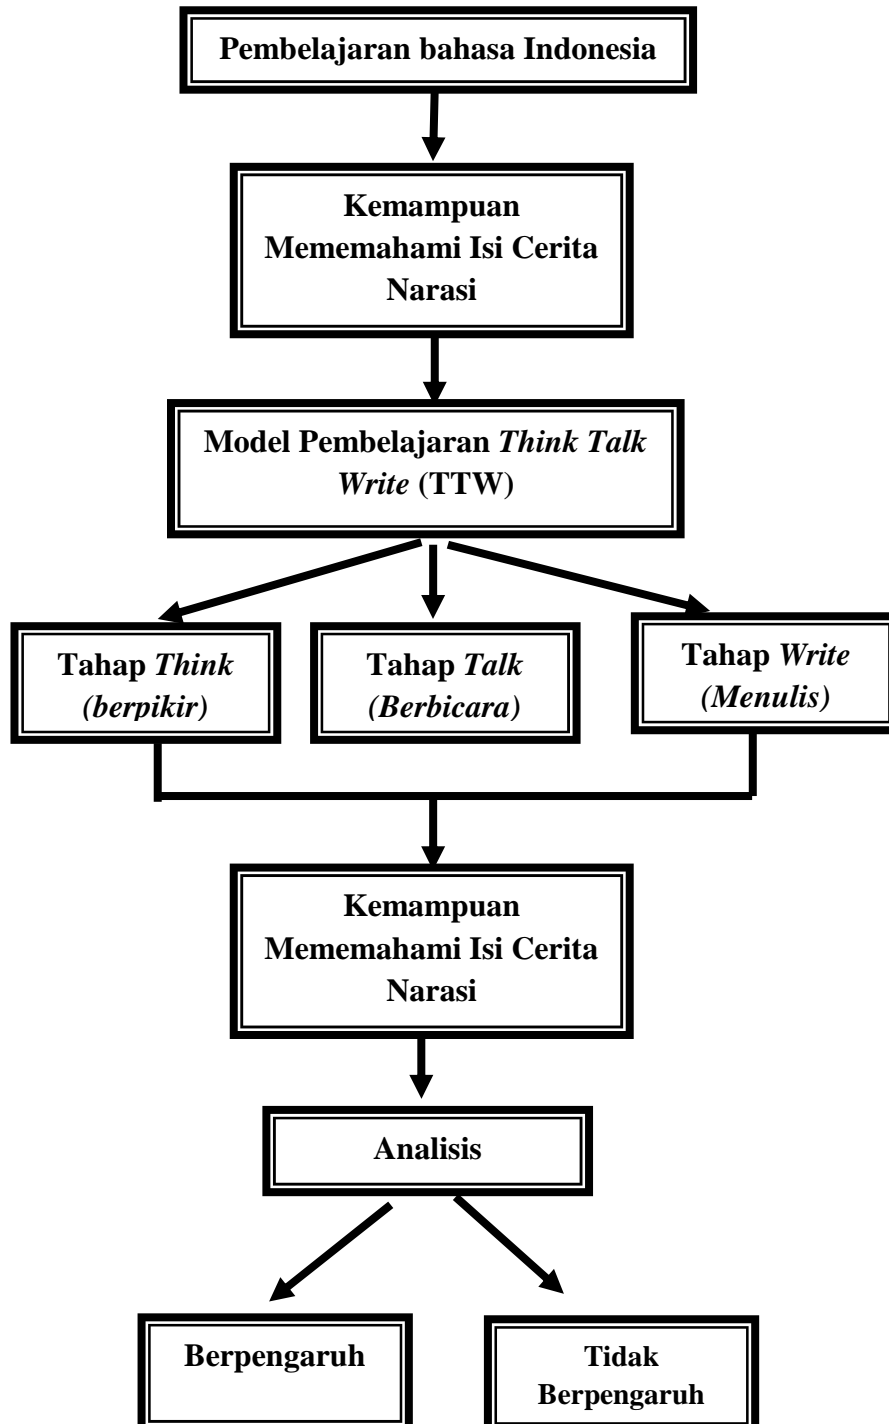 Pembelajaran bahasa Indonesia
Kemampuan
Mememahami Isi Cerita
Narasi
Model Pembelajaran Think Talk
Write (TTW)
Tahap Think
(berpikir)
Tahap Talk
(Berbicara)
Tahap Write
(Menulis)
Kemampuan
Mememahami Isi Cerita
Narasi
Analisis
Berpengaruh
Tidak
Berpengaruh